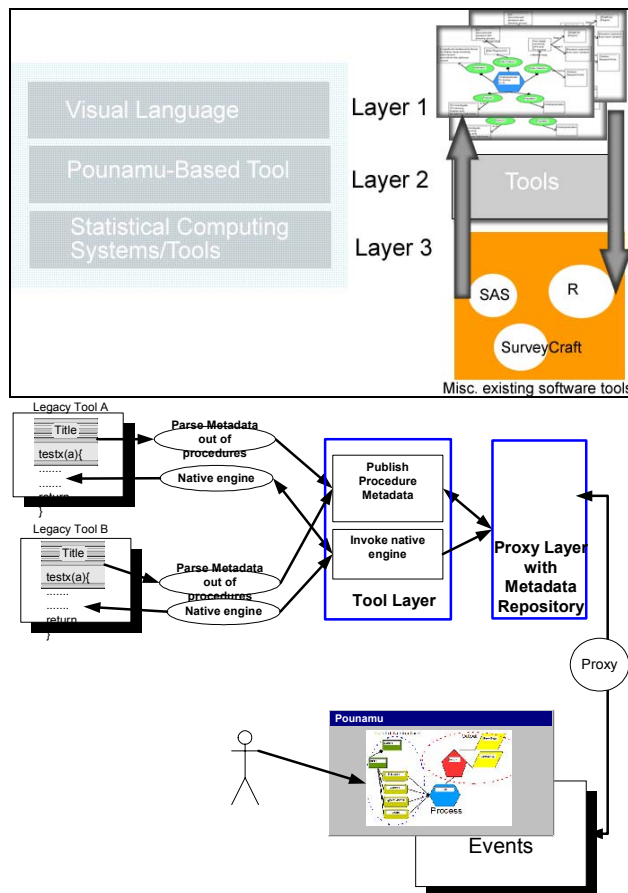 Visual Language
Layer 1
Pounamu-Based Tool
Layer 2
Tools
Statistical Computing
Systems/Tools
Layer 3
SAS
R
SurveyCraft
Misc. existing software tools
Legacy Tool A
Title
testx(a){
.......
.......
return
}
Parse Metadata
out of
procedures
Native engine
Legacy Tool B
Title
testx(a){
.......
.......
return
}
Parse Metadata
out of
procedures
Native engine
Publish
Procedure
Metadata
Invoke native
engine
Tool Layer
Proxy Layer
with
Metadata
Repository
Proxy
Pounamu
Process
Events